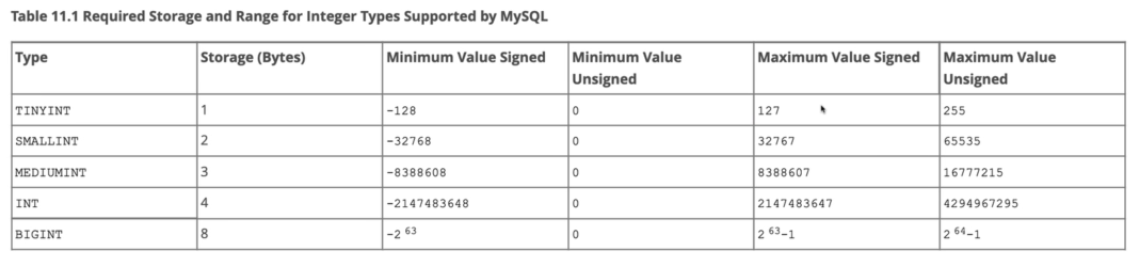 Table 11.1 Required Storage and Range for Integer Types Supported by MySQL
Type Storage (Bytes) Minimum Value Signed Minimum Value Unsigned Maximum Value Signed Maximum Value Unsigned
TINYINT 1 -128 0 127 255
SMALLINT 2 -32768 0 32767 65535
MEDIUMINT 3 -8388608 0 8388607 16777215
INT 4 -2147483648 0 2147483647 4294967295
BIGINT 8 -2 63 0 2 63-1 2 64-1